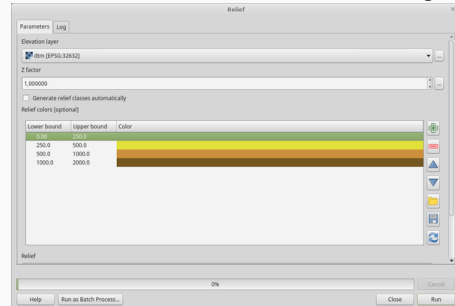 Relief
Parameters Log
Elevation layer
dtm [EPSG:32632]
...
Z factor
1,000000
...
Generate relief classes automatically
Relief colors [optional]
Lower bound Upper bound Color
0.00 250.0
250.0 500.0
500.0 1000.0
1000.0 2000.0
Relief
0%
Cancel
Help Run as Batch Process... Close Run